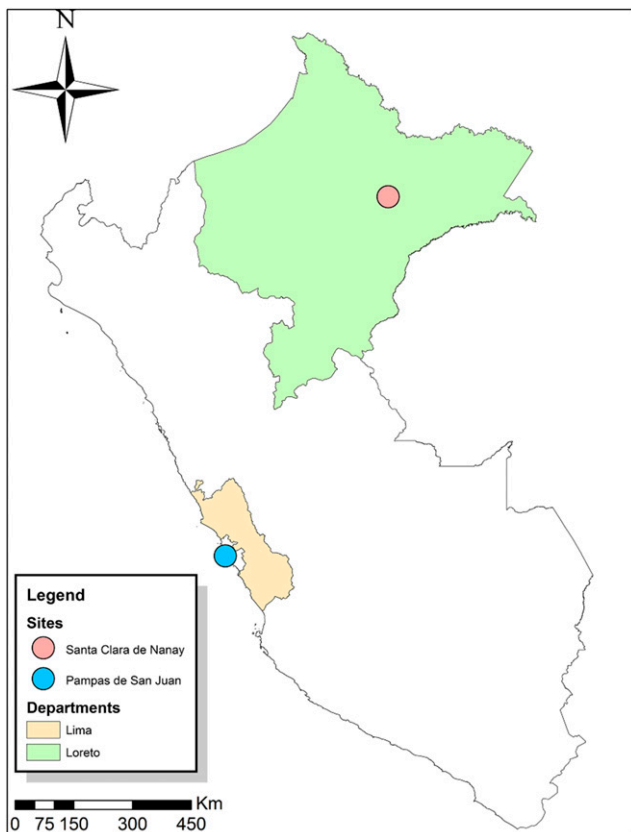 Legend
Sites
Santa Clara de Nanay
Pampas de San Juan
Departments
Lima
Loreto
Km
0 75 150 300 450